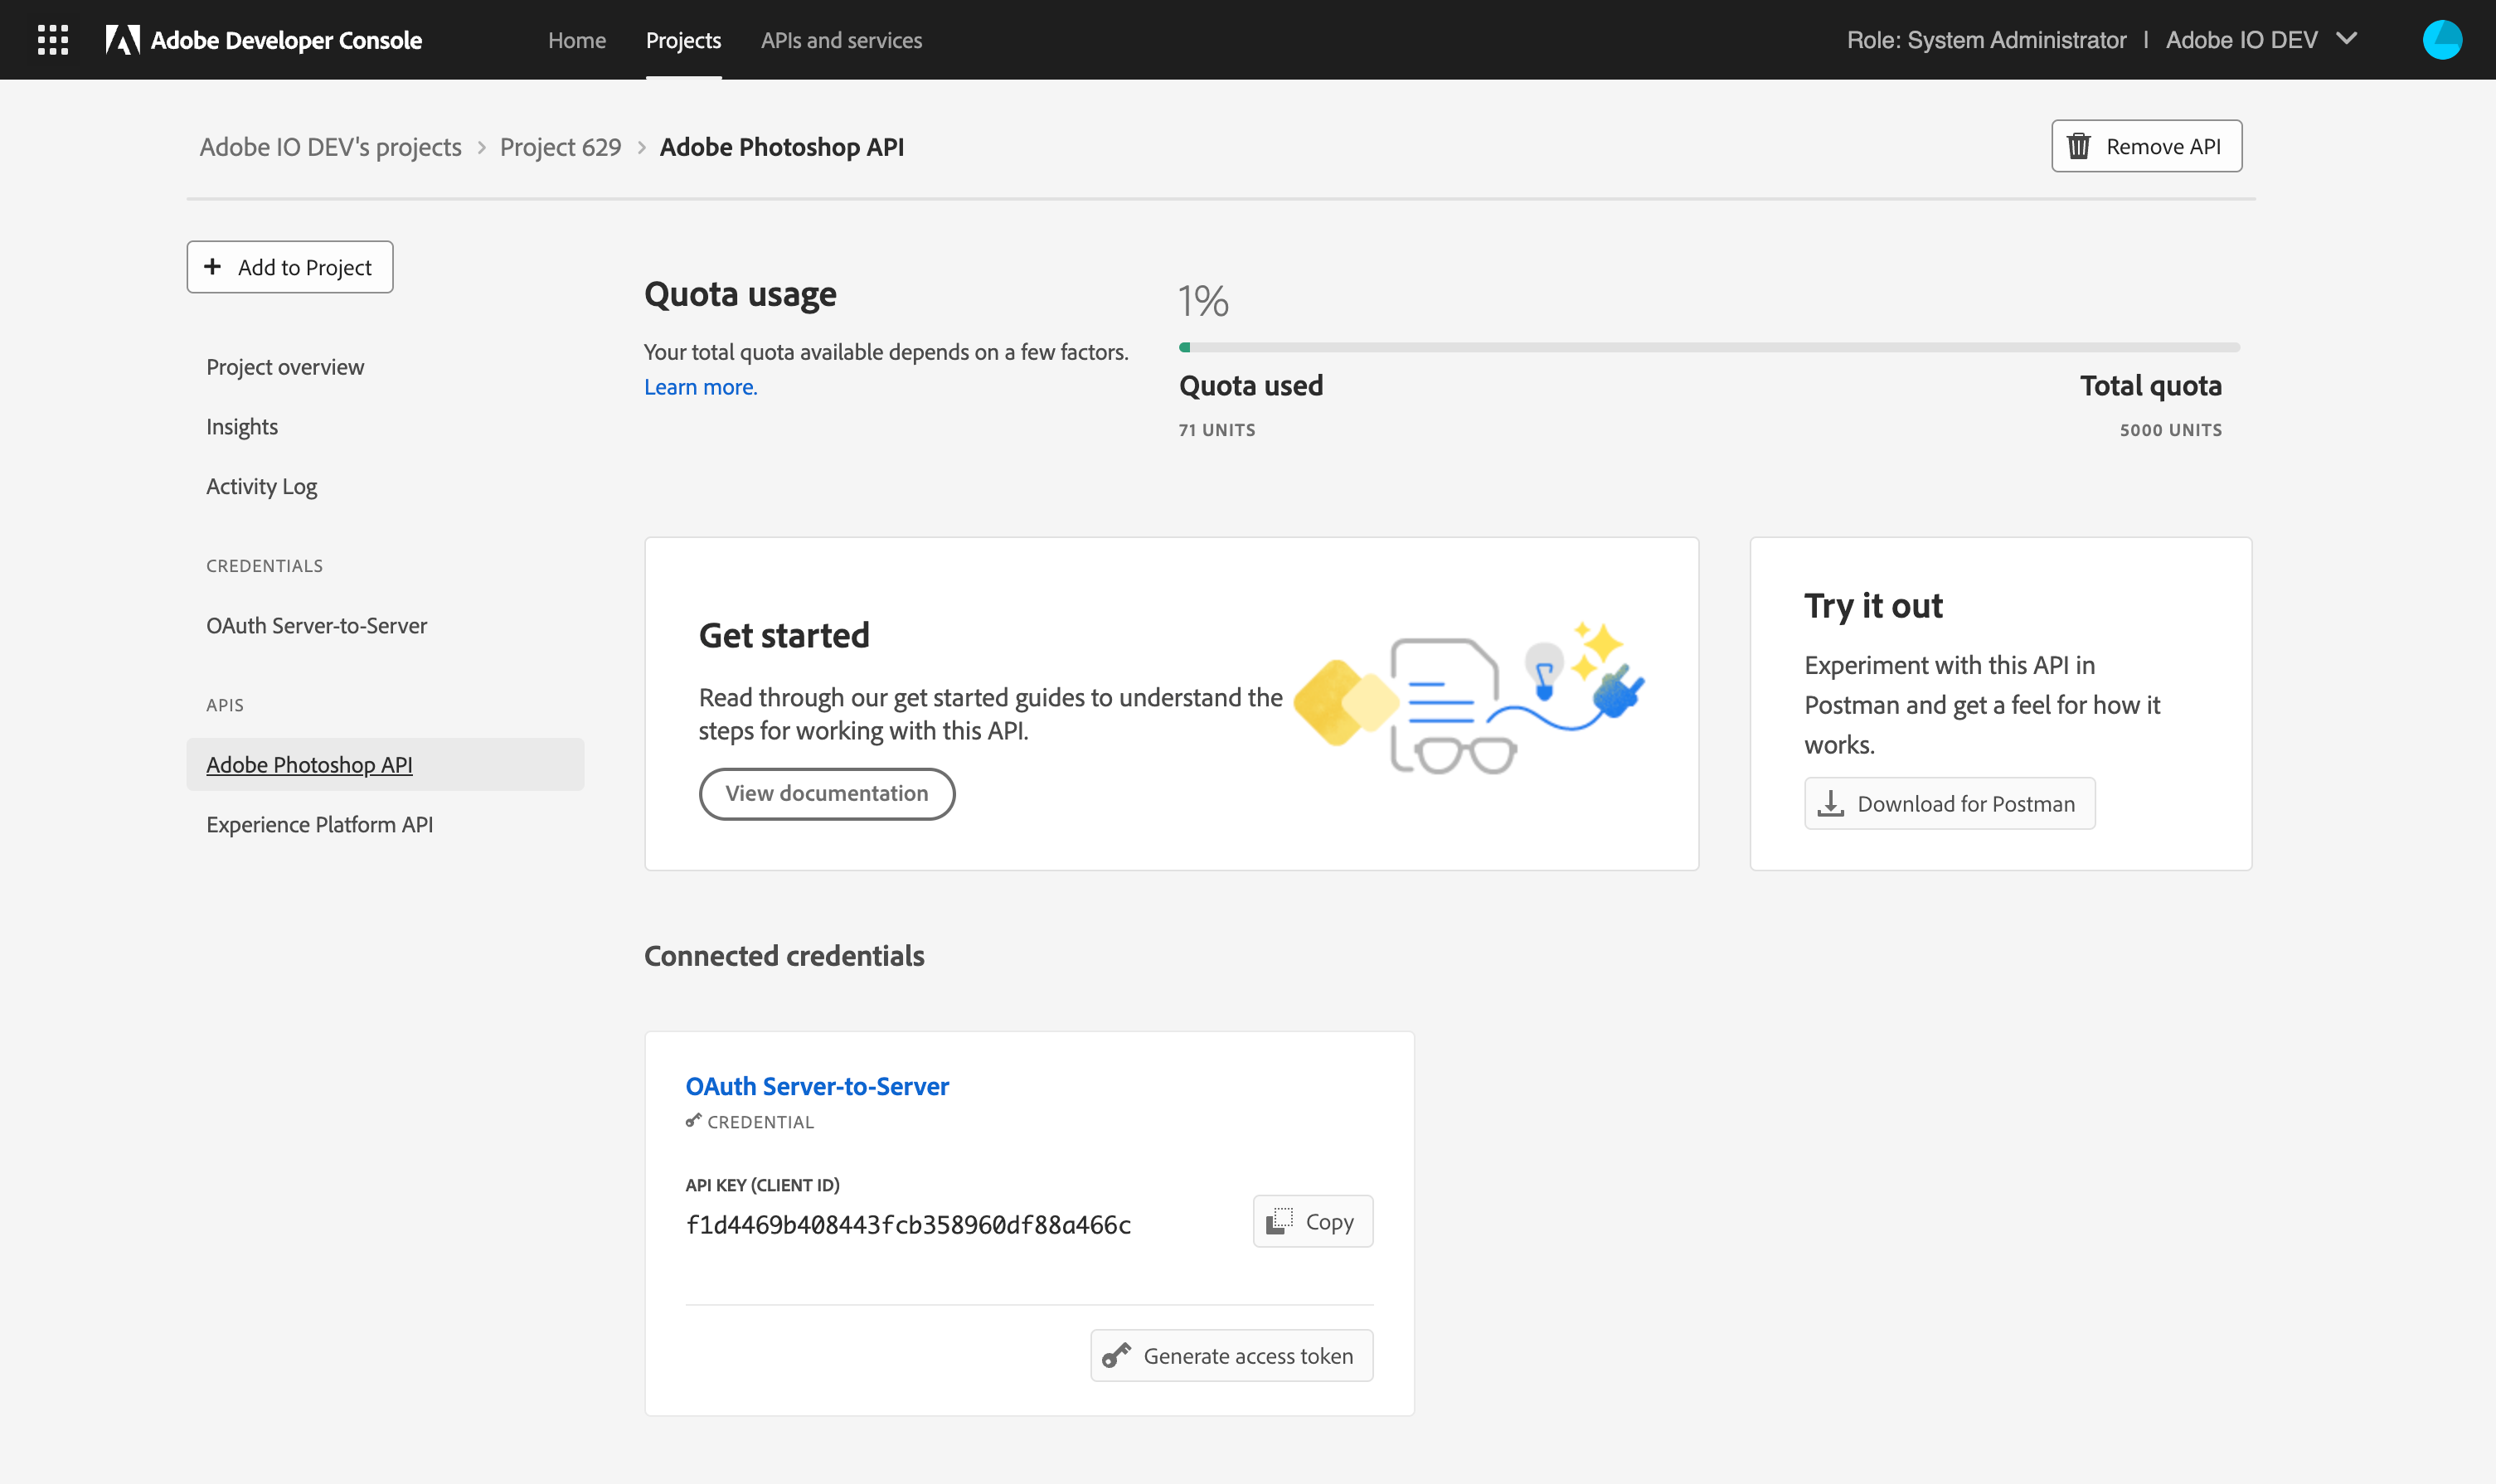 Adobe Developer Console
Home
Projects
APIs and services
Role: System Administrator | Adobe IO DEV
Adobe IO DEV's projects > Project 629 > Adobe Photoshop API
Remove API
+ Add to Project
Project overview
Insights
Activity Log
CREDENTIALS
OAuth Server-to-Server
APIS
Adobe Photoshop API
Experience Platform API
Quota usage
Your total quota available depends on a few factors.
Learn more.
1%
Quota used
71 UNITS
Total quota
5000 UNITS
Get started
Read through our get started guides to understand the
steps for working with this API.
View documentation
Try it out
Experiment with this API in
Postman and get a feel for how it
works.
Download for Postman
Connected credentials
OAuth Server-to-Server
CREDENTIAL
API KEY (CLIENT ID)
f1d4469b408443fcb358960df88a466c
Copy
Generate access token